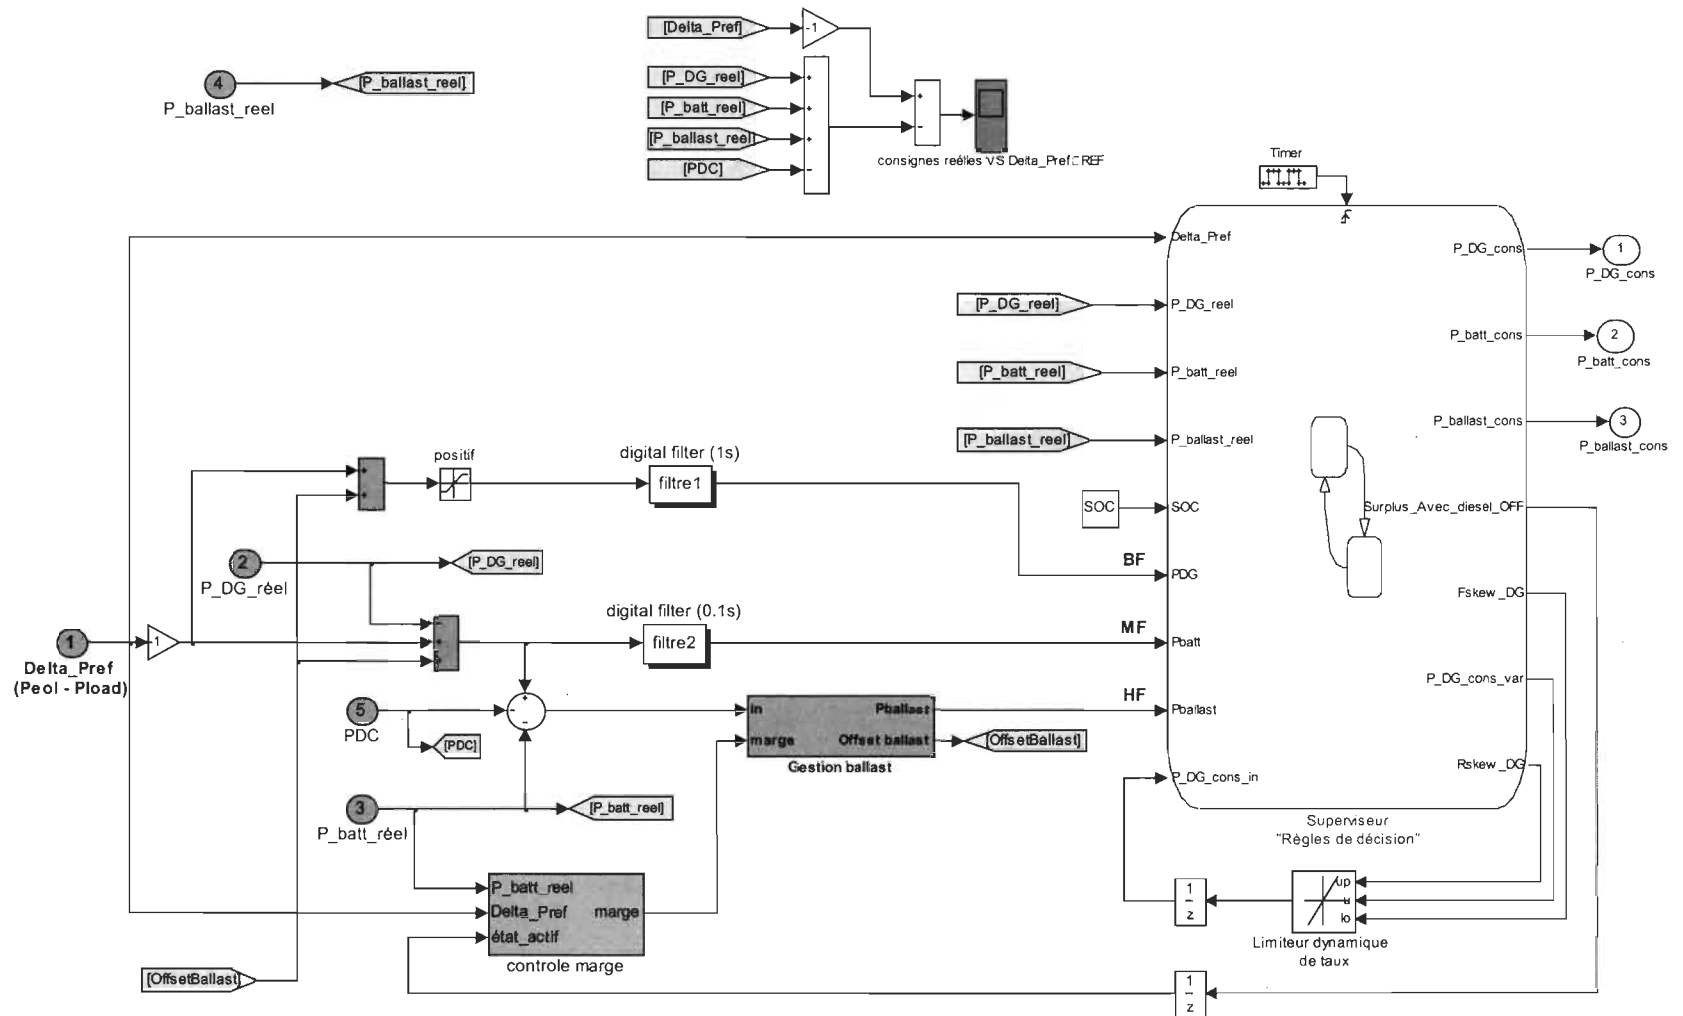 [Delta_Pref]
-1
4
[P_ballast_reel]
P_ballast_reel
[P_DG_reel]
+
[P_batt_reel]
+
+
[P_ballast_reel]
+
-
[PDC]
-
consignes reélles VS Delta_Pref REF
Timer
Delta_Pref
P_DG_cons
1
P_DG_cons
[P_DG_reel]
P_DG_reel
P_batt_cons
2
P_batt_cons
[P_batt_reel]
P_batt_reel
P_ballast_cons
3
P_ballast_cons
[P_ballast_reel]
P_ballast_reel
positif
digital filter (1s)
filtre1
+
+
SOC
SOC
Surplus_Avec_diesel_OFF
2
P_DG_réel
[P_DG_reel]
BF
PDG
Fskew_DG
digital filter (0.1s)
filtre2
MF
Pbatt
1
Delta_Pref
(Peol - Pload)
-1
-
+
+
P_DG_cons_var
5
PDC
[PDC]
+
-
-
in
Pballast
marge
Offset ballast
Gestion ballast
HF
Pballast
[OffsetBallast]
Rskew_DG
P_DG_cons_in
3
P_batt_réel
[P_batt_reel]
Superviseur
"Règles de décision"
P_batt_reel
Delta_Pref
marge
état_actif
controle marge
1
z
up
u
lo
Limiteur dynamique
de taux
[OffsetBallast]
1
z